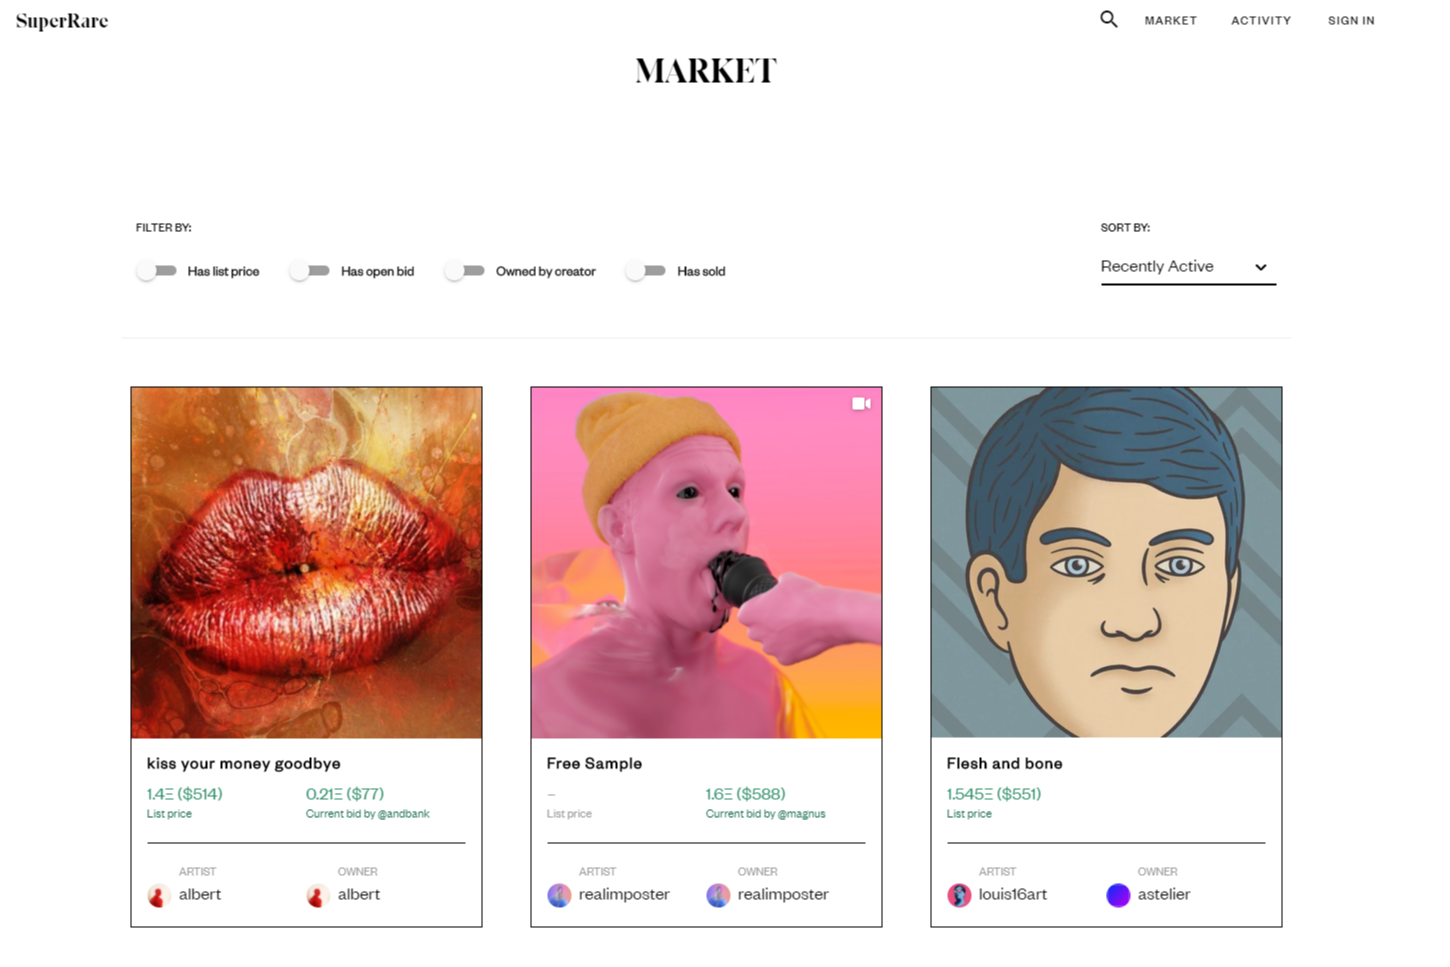 SuperRare
MARKET ACTIVITY SIGN IN
MARKET
FILTER BY:
SORT BY:
Has list price Has open bid Owned by creator Has sold
Recently Active
kiss your money goodbye
1.4Ξ ($514) 0.21Ξ ($77)
List price Current bid by @andbank
ARTIST OWNER
albert albert
Free Sample
– 1.6Ξ ($588)
List price Current bid by @magnus
ARTIST OWNER
realimposter realimposter
Flesh and bone
1.545Ξ ($551)
List price
ARTIST OWNER
louis16art astelier